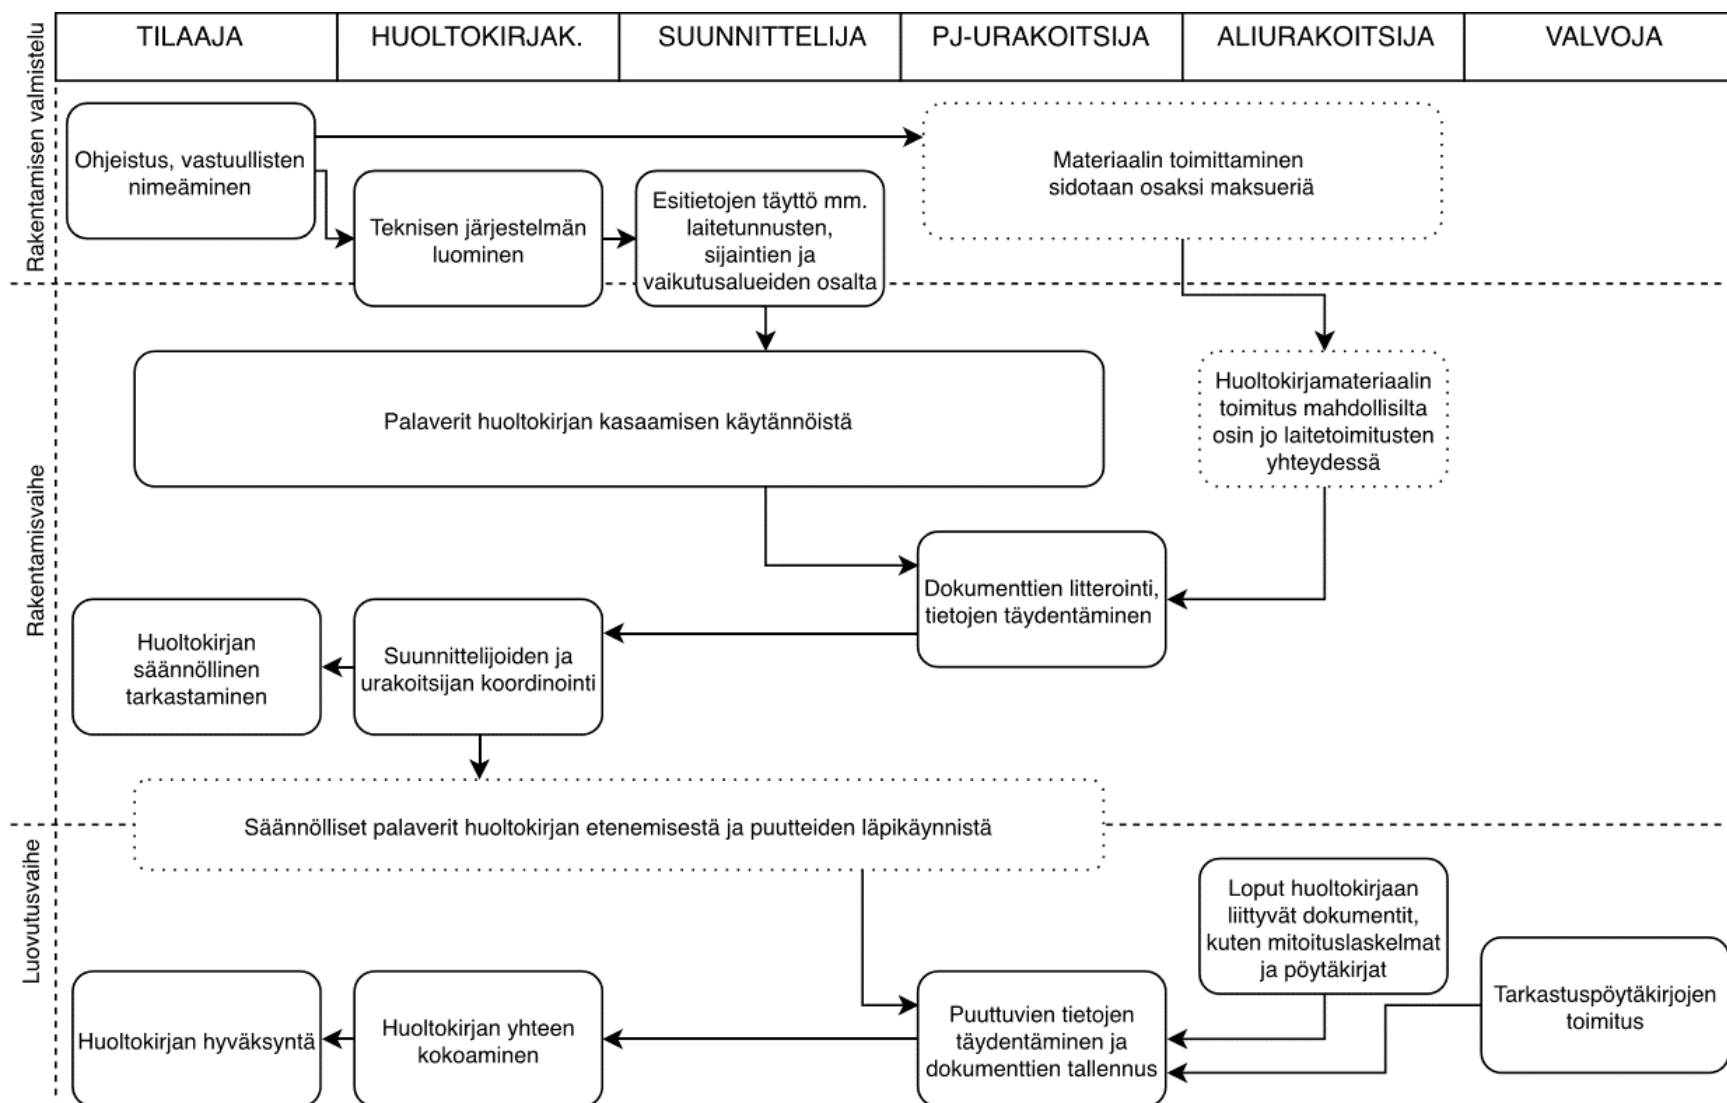 TILAAJA
HUOLTOKIRJAK.
SUUNNITTELIJA
PJ-URAKOITSIJA
ALIURAKOITSIJA
VALVOJA
Rakentamisen valmistelu
Ohjeistus, vastuullisten
nimeäminen
Teknisen järjestelmän
luominen
Esitietojen täyttö mm.
laitetunnusten,
sijaintien ja
vaikutusalueiden osalta
Materiaalin toimittaminen
sidotaan osaksi maksueriä
Rakentamisvaihe
Palaverit huoltokirjan kasaamisen käytännöistä
Huoltokirjamateriaalin
toimitus mahdollisilta
osin jo laitetoimitusten
yhteydessä
Dokumenttien litterointi,
tietojen täydentäminen
Huoltokirjan
säännöllinen
tarkastaminen
Suunnittelijoiden ja
urakoitsijan koordinointi
Säännölliset palaverit huoltokirjan etenemisestä ja puutteiden läpikäynnistä
Luovutusvaihe
Loput huoltokirjaan
liittyvät dokumentit,
kuten mitoituslaskelmat
ja pöytäkirjat
Tarkastuspöytäkirjojen
toimitus
Huoltokirjan hyväksyntä
Huoltokirjan yhteen
kokoaminen
Puuttuvien tietojen
täydentäminen ja
dokumenttien tallennus